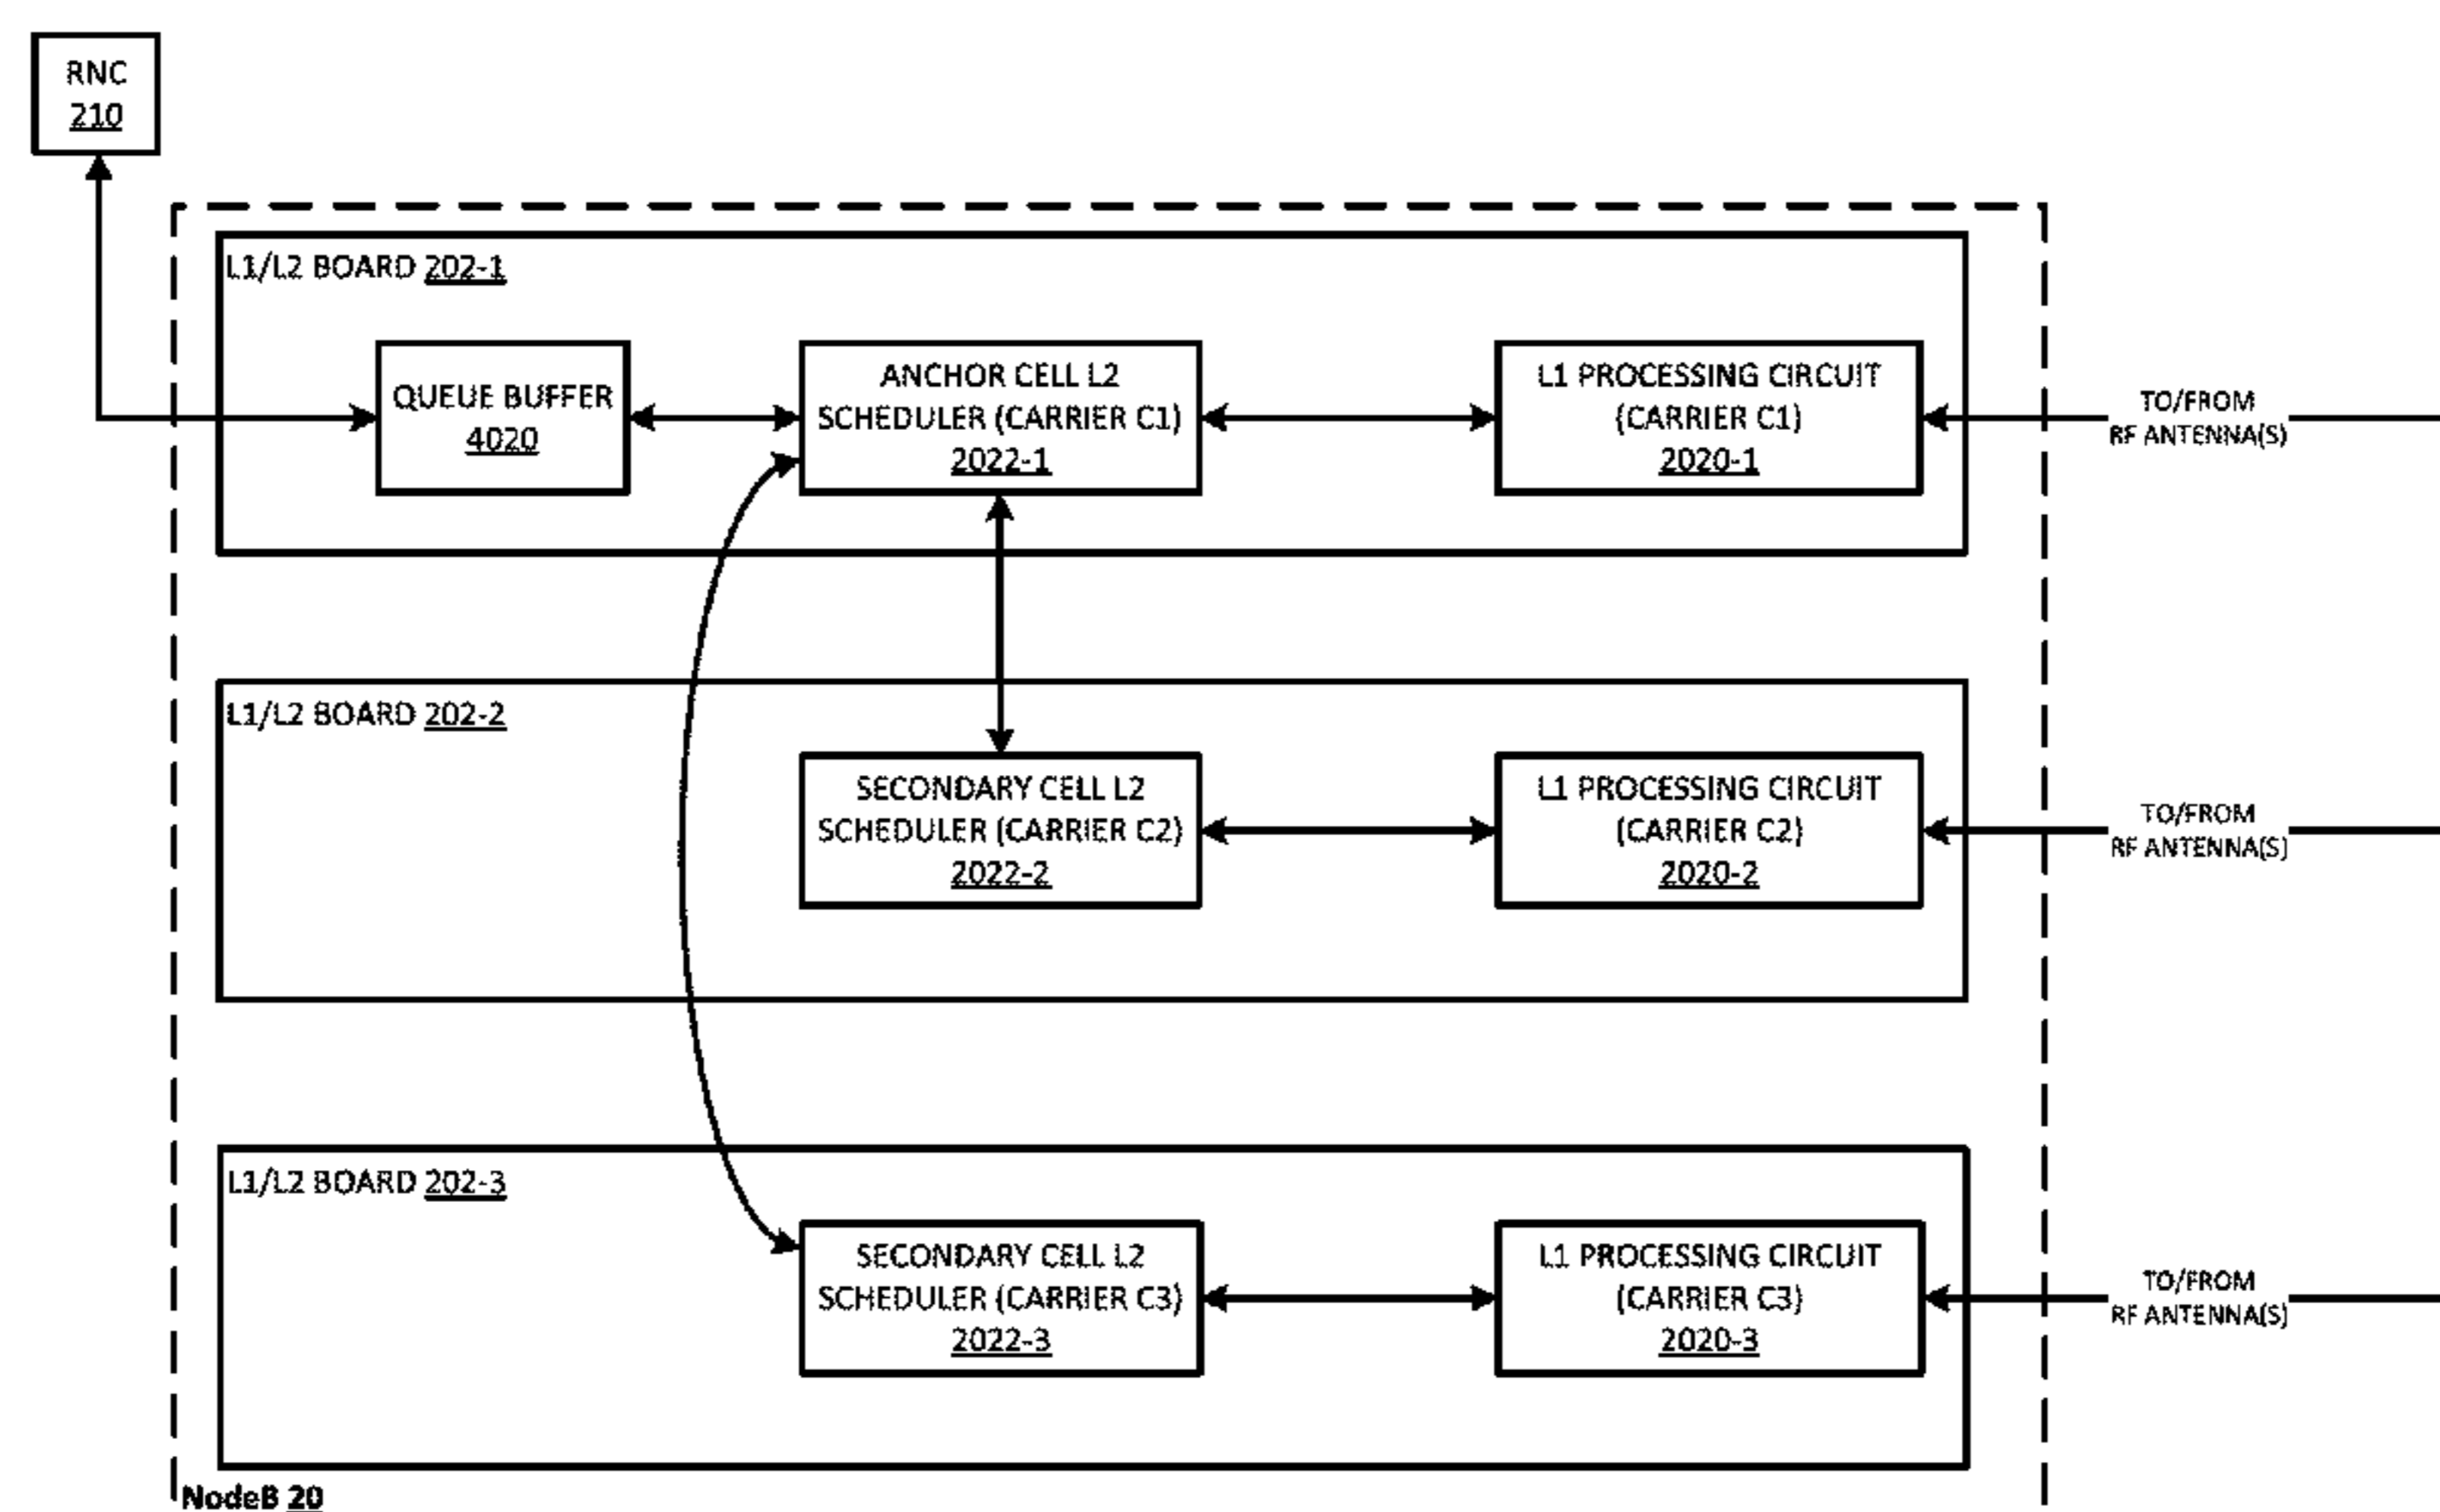 RNC
210
L1/L2 BOARD 202-1
QUEUE BUFFER
4020
ANCHOR CELL L2
SCHEDULER (CARRIER C1)
2022-1
L1 PROCESSING CIRCUIT
(CARRIER C1)
2020-1
TO/FROM
RF ANTENNA(S)
L1/L2 BOARD 202-2
SECONDARY CELL L2
SCHEDULER (CARRIER C2)
2022-2
L1 PROCESSING CIRCUIT
(CARRIER C2)
2020-2
TO/FROM
RF ANTENNA(S)
L1/L2 BOARD 202-3
SECONDARY CELL L2
SCHEDULER (CARRIER C3)
2022-3
L1 PROCESSING CIRCUIT
(CARRIER C3)
2020-3
TO/FROM
RF ANTENNA(S)
NodeB 20